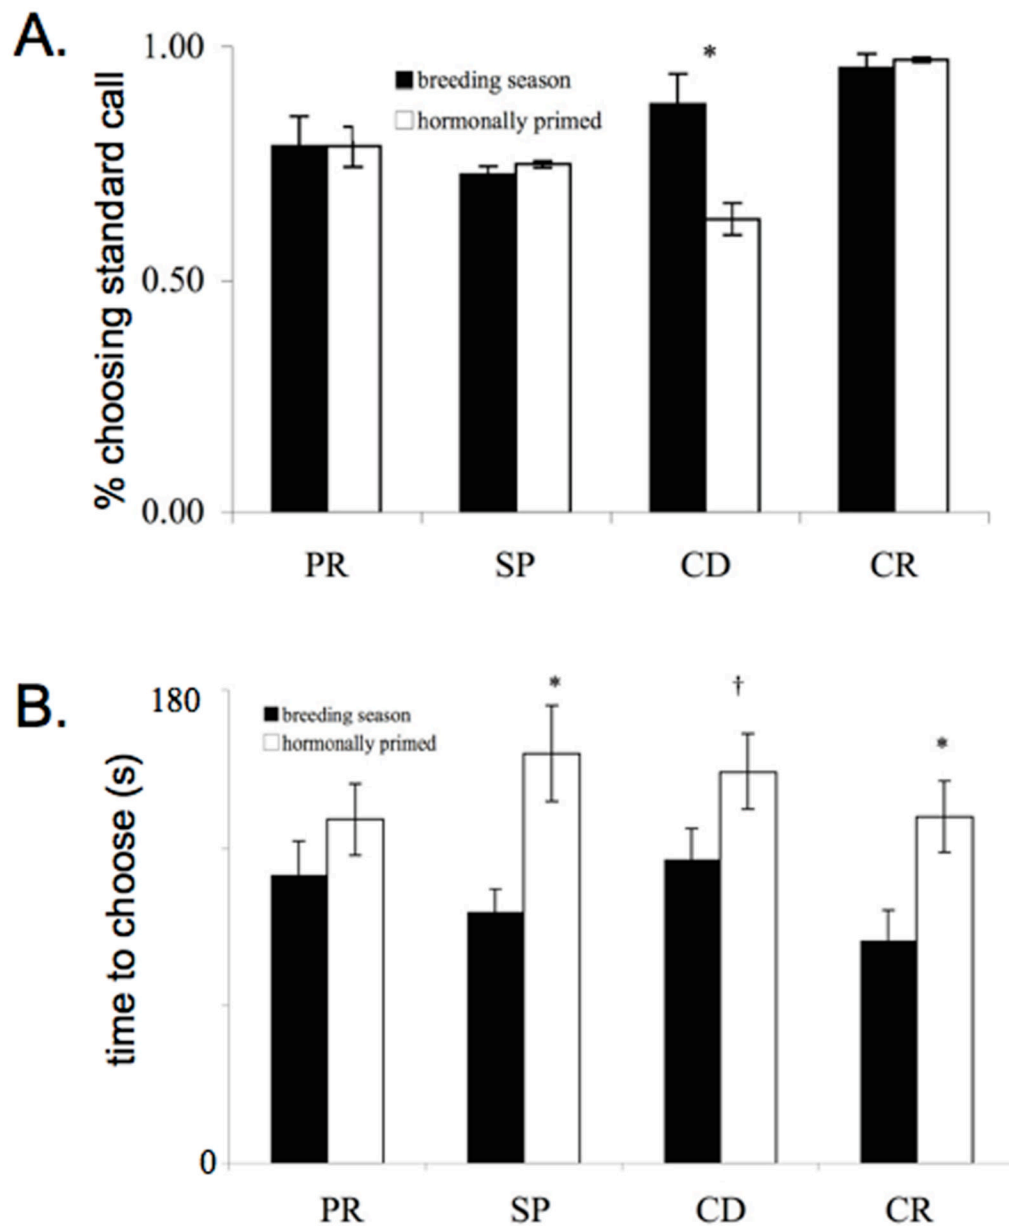 A.
% choosing standard call
1.00
0.50
0.00
*
breeding season
hormonally primed
PR SP CD CR
B.
time to choose (s)
180
0
* † *
breeding season
hormonally primed
PR SP CD CR